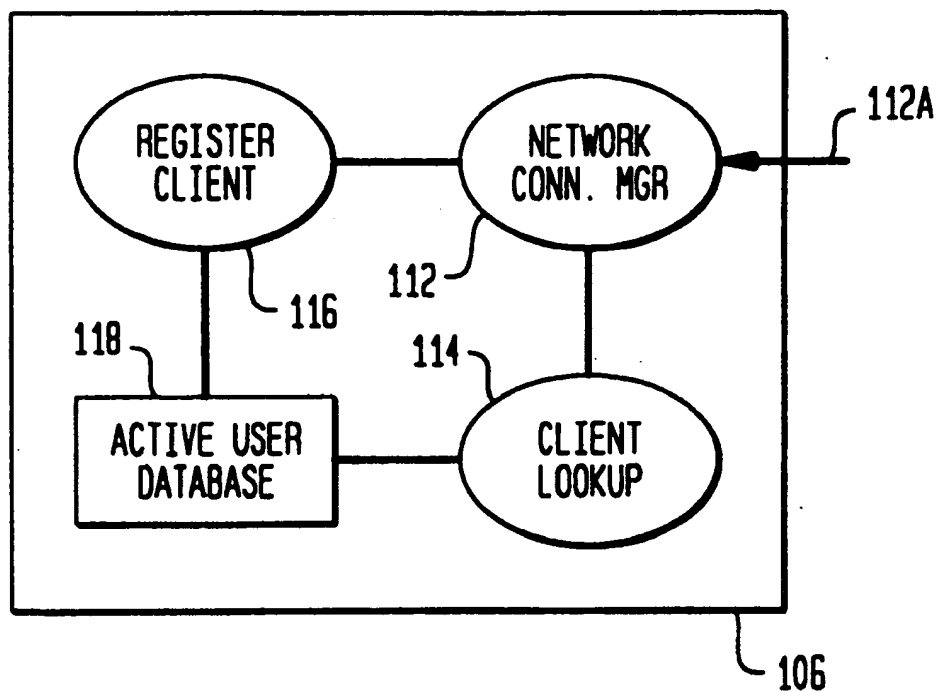 REGISTER
CLIENT
NETWORK
CONN. MGR
112A
112
116
118
114
ACTIVE USER
DATABASE
CLIENT
LOOKUP
106